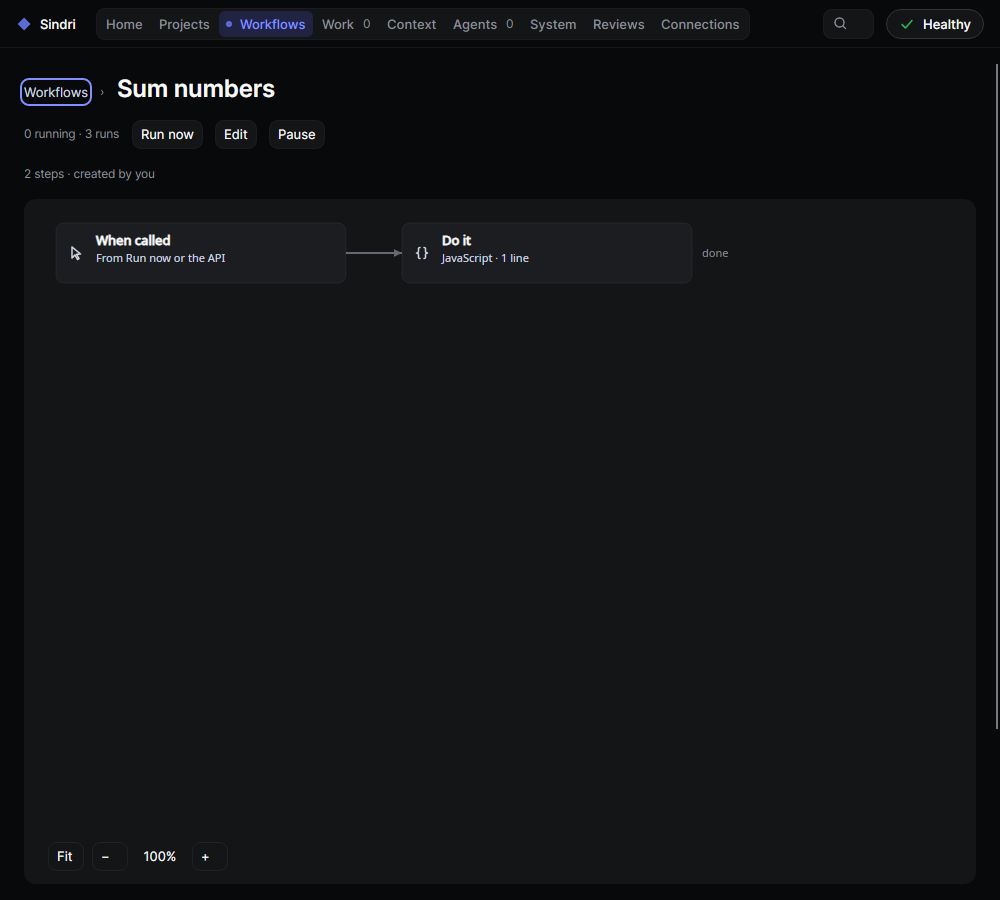 Sindri Home Projects Workflows Work 0 Context Agents 0 System Reviews Connections Healthy
Workflows › Sum numbers
0 running · 3 runs Run now Edit Pause
2 steps · created by you
When called
From Run now or the API
{} Do it
JavaScript · 1 line
done
Fit − 100% +